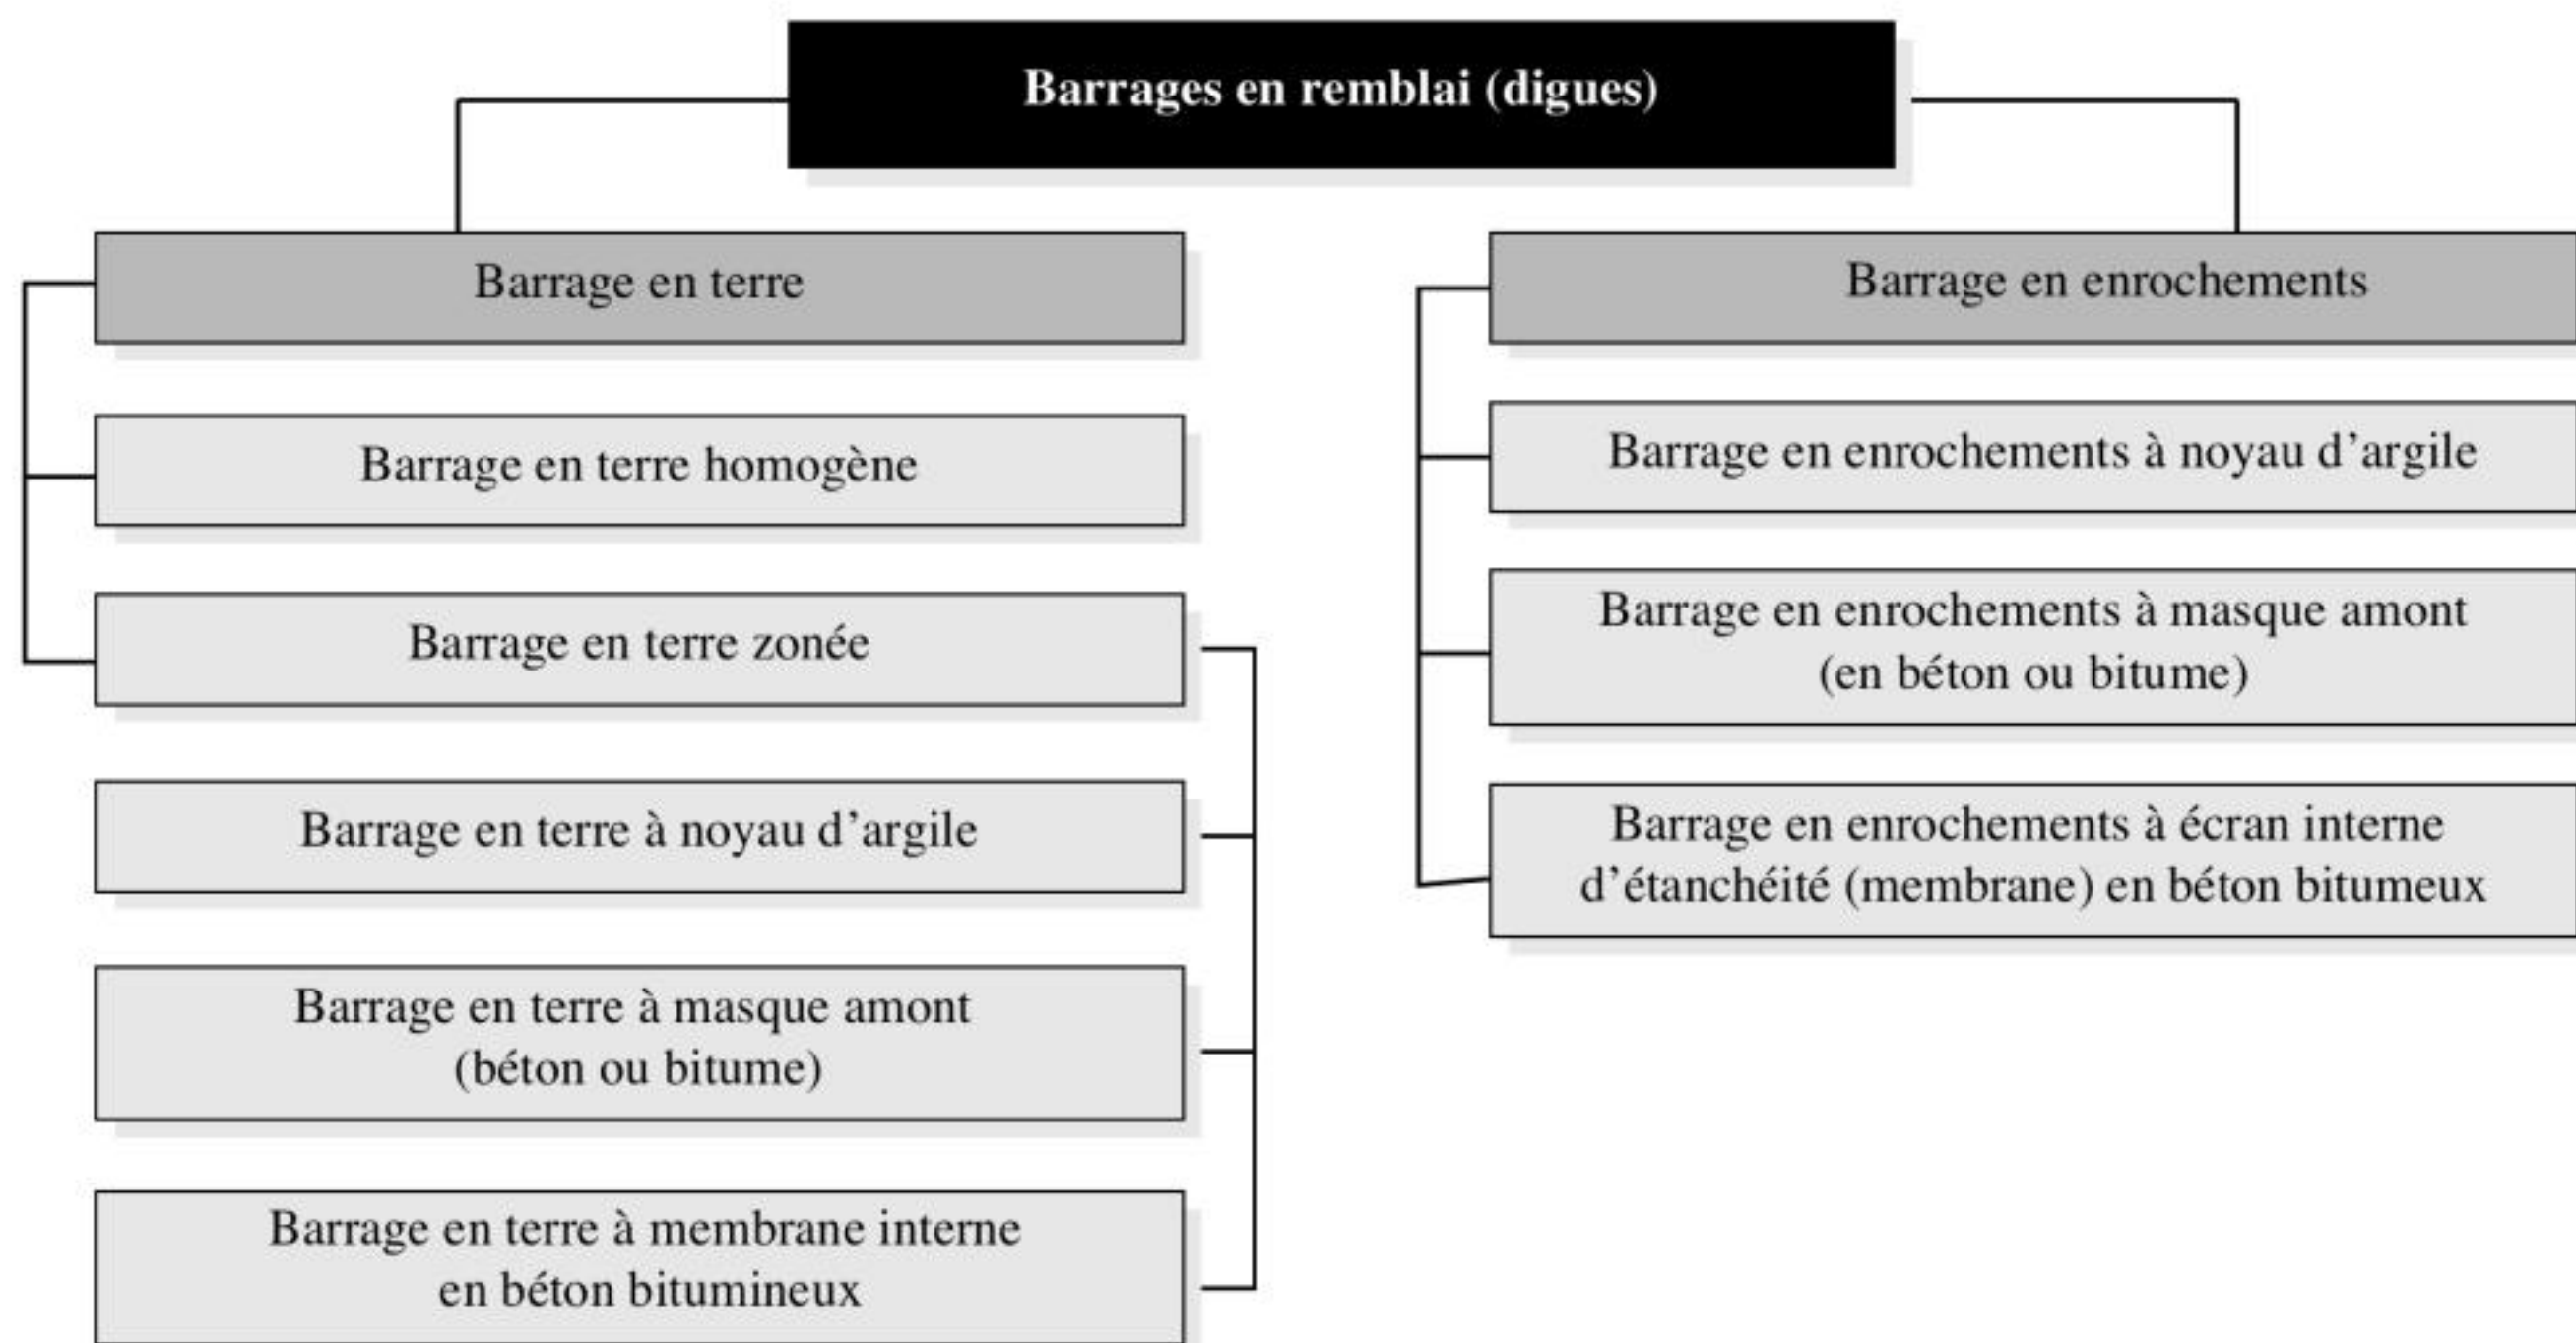 Barrages en remblai (digues)
Barrage en terre
Barrage en terre homogène
Barrage en terre zonée
Barrage en terre à noyau d’argile
Barrage en terre à masque amont
(béton ou bitume)
Barrage en terre à membrane interne
en béton bitumineux
Barrage en enrochements
Barrage en enrochements à noyau d’argile
Barrage en enrochements à masque amont
(en béton ou bitume)
Barrage en enrochements à écran interne
d’étanchéité (membrane) en béton bitumeux